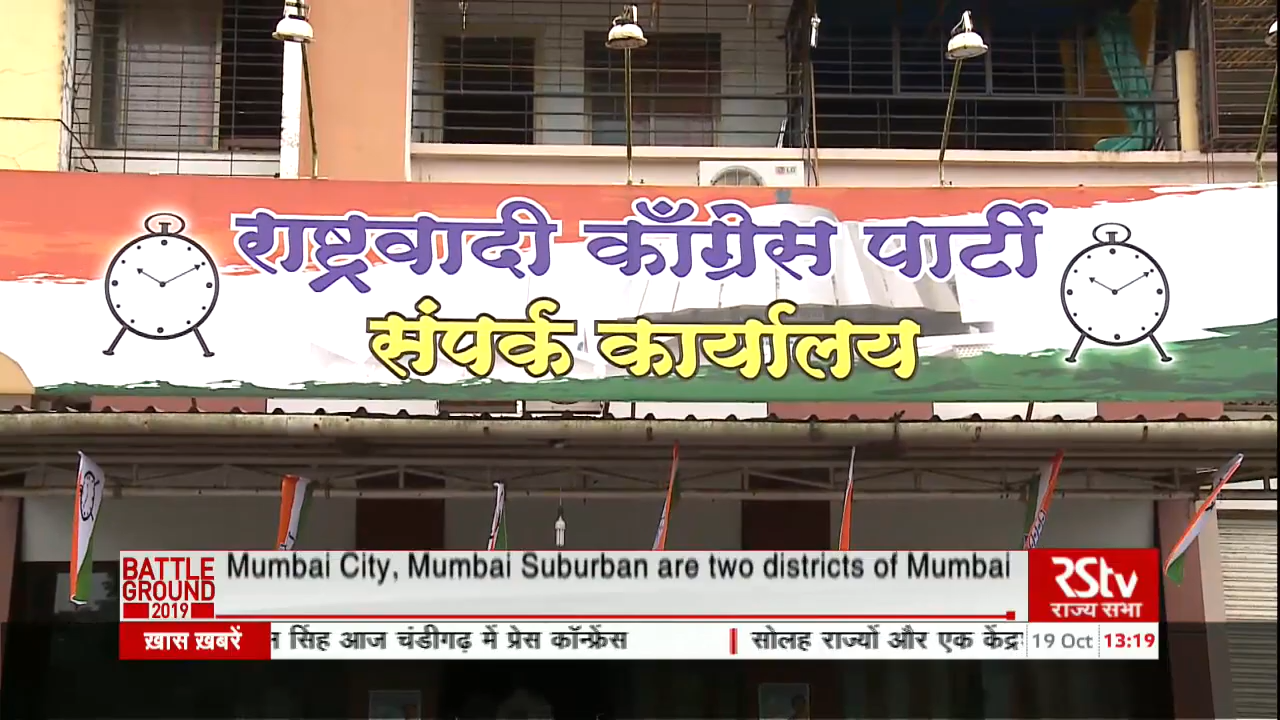 LG
राष्ट्रवादी काँग्रेस पार्टी
संपर्क कार्यालय
BATTLE
GROUND
2019
Mumbai City, Mumbai Suburban are two districts of Mumbai
RSTV
राज्य सभा
ख़ास ख़बरें
सिंह आज चंडीगढ़ में प्रेस कॉन्फ्रेंस
सोलह राज्यों और एक
19 Oct
13:19